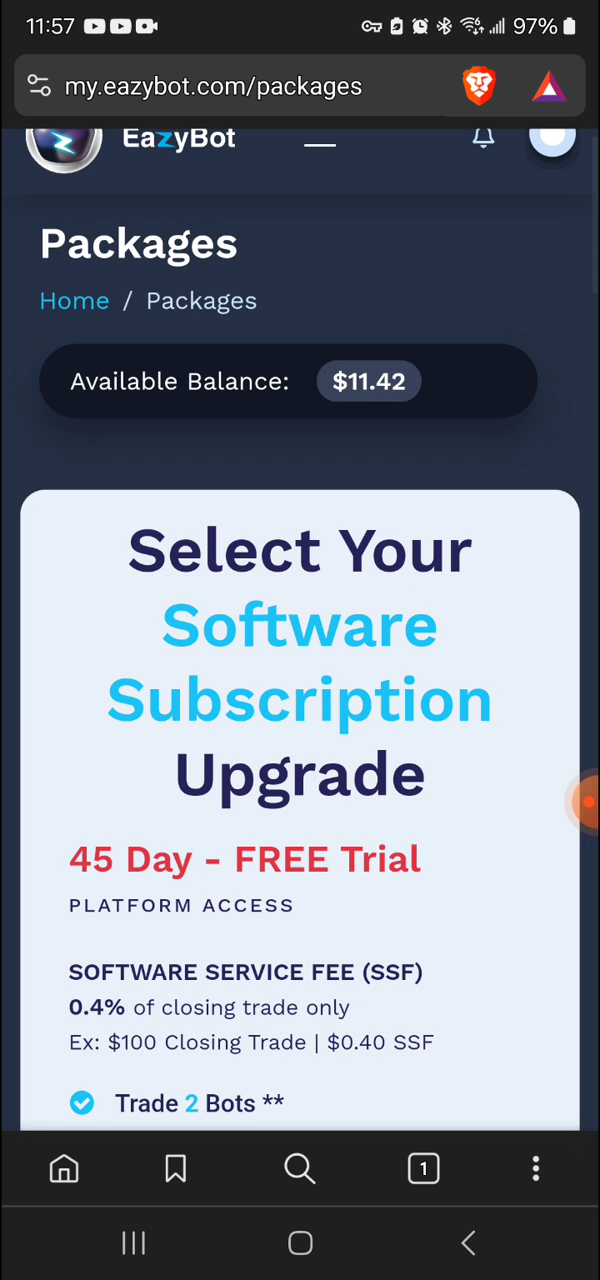 11:57 97%
my.eazybot.com/packages
EazyBot
Packages
Home / Packages
Available Balance: $11.42
Select Your
Software
Subscription
Upgrade
45 Day - FREE Trial
PLATFORM ACCESS
SOFTWARE SERVICE FEE (SSF)
0.4% of closing trade only
Ex: $100 Closing Trade | $0.40 SSF
Trade 2 Bots **
1